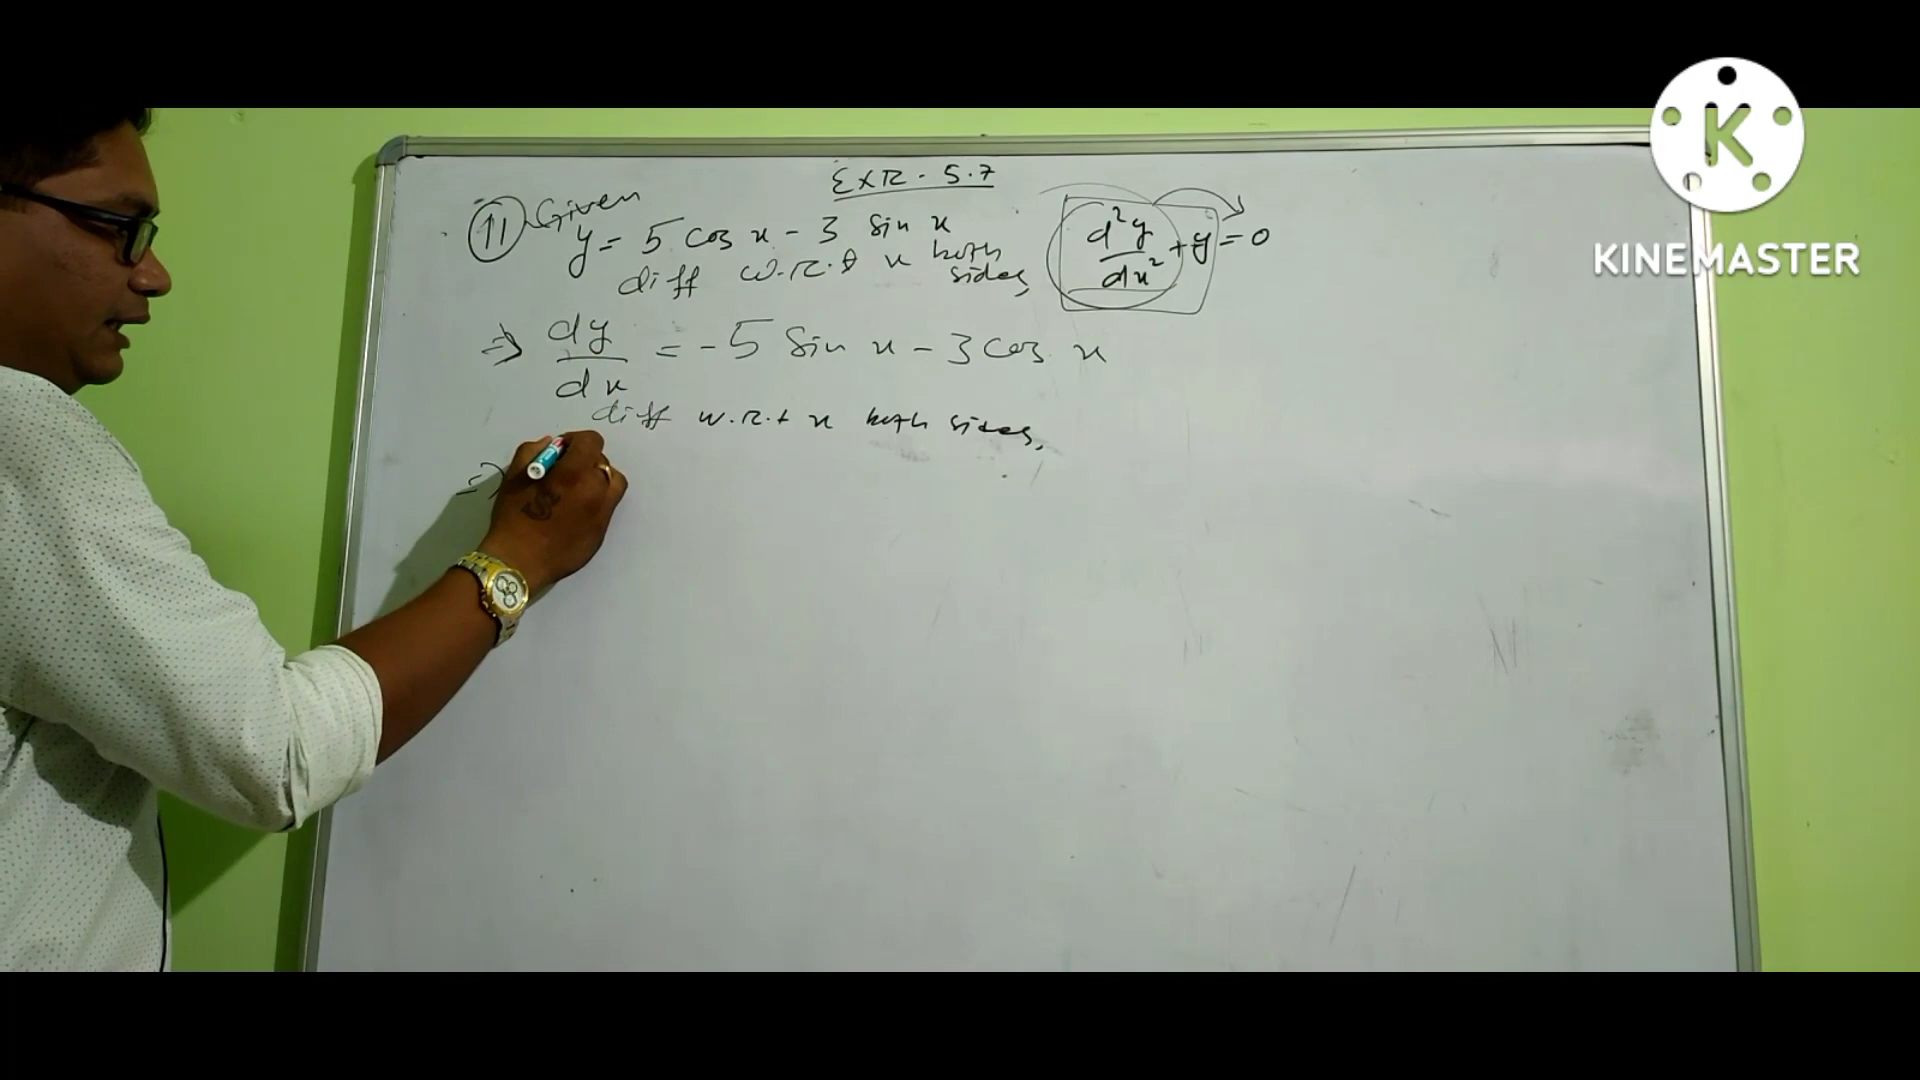 EXR. 5.7
11 Given
y = 5 cos x - 3 sin x
diff w.r.t x both sides,
d²y/dx² + y = 0
⇒ dy/dx = -5 sin x - 3 cos x
diff w.r.t x both sides,
⇒
K
KINEMASTER